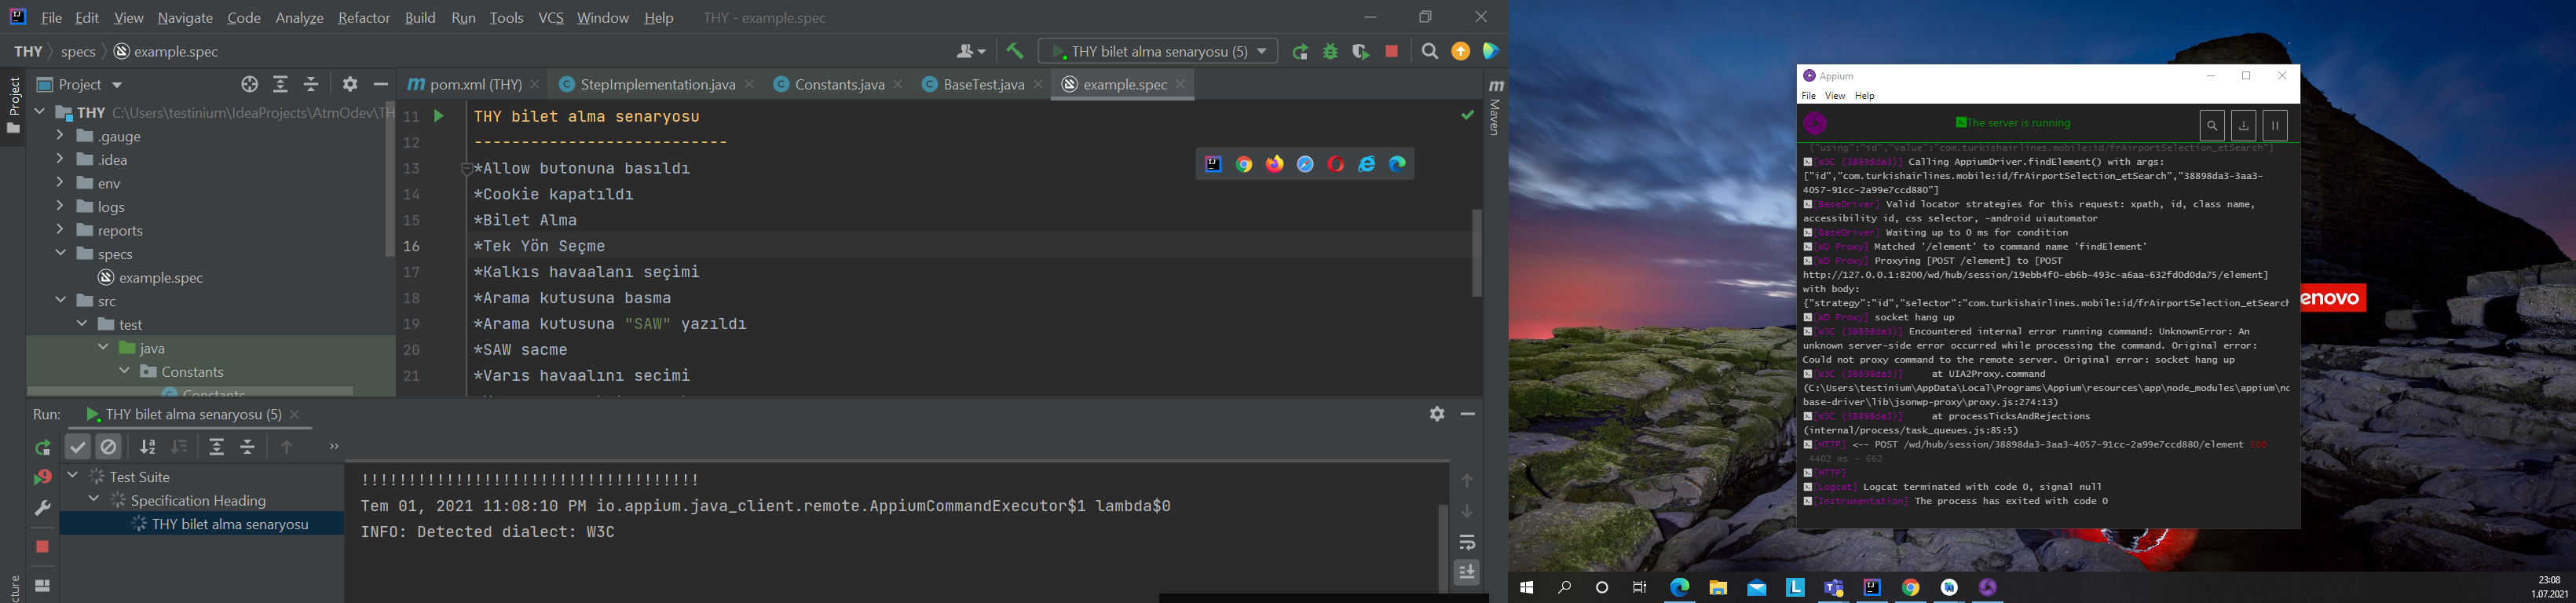 File Edit View Navigate Code Analyze Refactor Build Run Tools VCS Window Help THY - example.spec
THY specs example.spec
THY bilet alma senaryosu (5)
Project
Project
pom.xml (THY)
StepImplementation.java
Constants.java
BaseTest.java
example.spec
Maven
THY C:\Users\testinium\IdeaProjects\AtmOdev\TH
.gauge
.idea
env
logs
reports
specs
example.spec
src
test
java
Constants
Constants
11 THY bilet alma senaryosu
12 ---------------------------
13 *Allow butonuna basıldı
14 *Cookie kapatıldı
15 *Bilet Alma
16 *Tek Yön Seçme
17 *Kalkıs havaalanı seçimi
18 *Arama kutusuna basma
19 *Arama kutusuna "SAW" yazıldı
20 *SAW sacme
21 *Varıs havaalını secimi
Run: THY bilet alma senaryosu (5)
Test Suite
Specification Heading
THY bilet alma senaryosu
!!!!!!!!!!!!!!!!!!!!!!!!!!!!!!!!!!!!
Tem 01, 2021 11:08:10 PM io.appium.java_client.remote.AppiumCommandExecutor$1 lambda$0
INFO: Detected dialect: W3C
cture
Appium
File View Help
The server is running
{"using":"id","value":"com.turkishairlines.mobile:id/frAirportSelection_etSearch"}
[W3C (38898da3)] Calling AppiumDriver.findElement() with args:
["id","com.turkishairlines.mobile:id/frAirportSelection_etSearch","38898da3-3aa3-
4057-91cc-2a99e7ccd880"]
[BaseDriver] Valid locator strategies for this request: xpath, id, class name,
accessibility id, css selector, -android uiautomator
[BaseDriver] Waiting up to 0 ms for condition
[WD Proxy] Matched '/element' to command name 'findElement'
[WD Proxy] Proxying [POST /element] to [POST
http://127.0.0.1:8200/wd/hub/session/19ebb4f0-eb6b-493c-a6aa-632fd0d0da75/element]
with body:
{"strategy":"id","selector":"com.turkishairlines.mobile:id/frAirportSelection_etSearch
[WD Proxy] socket hang up
[W3C (38898da3)] Encountered internal error running command: UnknownError: An
unknown server-side error occurred while processing the command. Original error:
Could not proxy command to the remote server. Original error: socket hang up
[W3C (38898da3)] at UIA2Proxy.command
(C:\Users\testinium\AppData\Local\Programs\Appium\resources\app\node_modules\appium\nc
base-driver\lib\jsonwp-proxy\proxy.js:274:13)
[W3C (38898da3)] at processTicksAndRejections
(internal/process/task_queues.js:85:5)
[HTTP] <-- POST /wd/hub/session/38898da3-3aa3-4057-91cc-2a99e7ccd880/element 500
4402 ms - 662
[HTTP]
[Logcat] Logcat terminated with code 0, signal null
[Instrumentation] The process has exited with code 0
enovo
23:08
1.07.2021